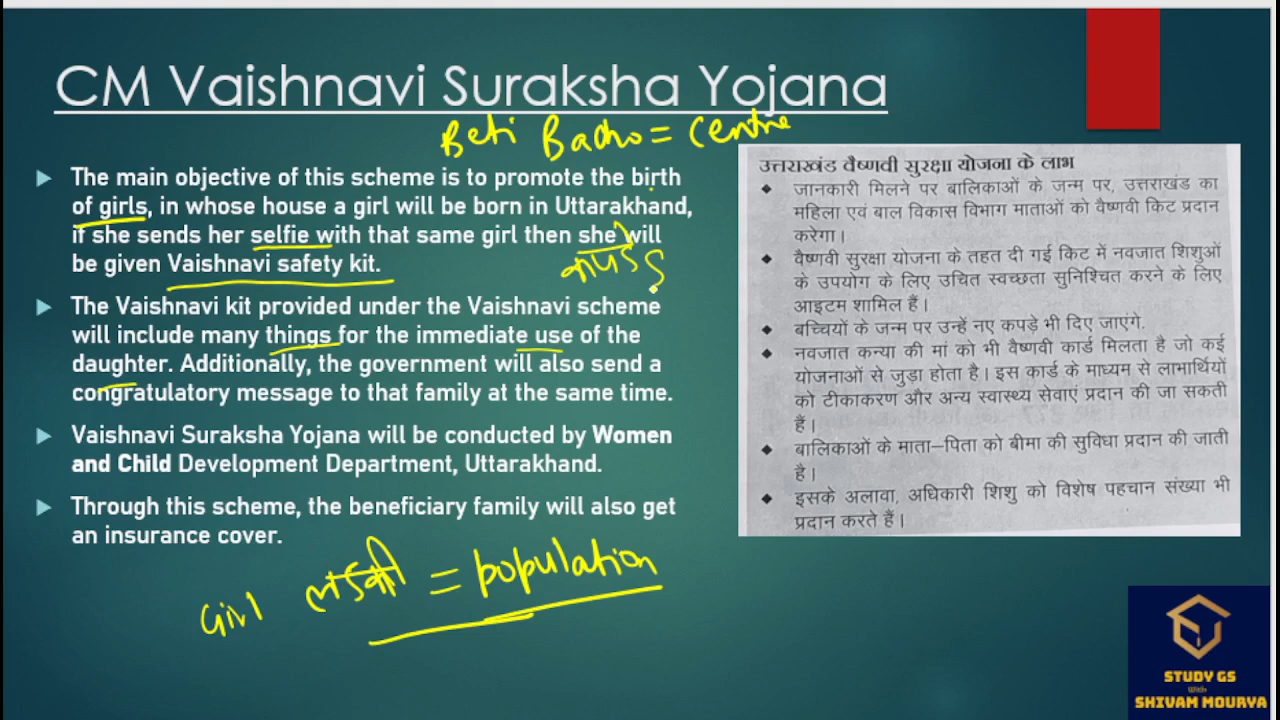 CM Vaishnavi Suraksha Yojana
Beti Bachao = Centre
The main objective of this scheme is to promote the birth
of girls, in whose house a girl will be born in Uttarakhand,
if she sends her selfie with that same girl then she will
be given Vaishnavi safety kit.
The Vaishnavi kit provided under the Vaishnavi scheme
will include many things for the immediate use of the
daughter. Additionally, the government will also send a
congratulatory message to that family at the same time.
Vaishnavi Suraksha Yojana will be conducted by Women
and Child Development Department, Uttarakhand.
Through this scheme, the beneficiary family will also get
an insurance cover.
Girl लड़की = population
उत्तराखंड वैष्णवी सुरक्षा योजना के लाभ
जानकारी मिलने पर बालिकाओं के जन्म पर, उत्तराखंड का
महिला एवं बाल विकास विभाग माताओं को वैष्णवी किट प्रदान
करेगा।
वैष्णवी सुरक्षा योजना के तहत दी गई किट में नवजात शिशुओं
के उपयोग के लिए उचित स्वच्छता सुनिश्चित करने के लिए
आइटम शामिल हैं।
बच्चियों के जन्म पर उन्हें नए कपड़े भी दिए जाएंगे.
नवजात कन्या की मां को भी वैष्णवी कार्ड मिलता है जो कई
योजनाओं से जुड़ा होता है। इस कार्ड के माध्यम से लाभार्थियों
को टीकाकरण और अन्य स्वास्थ्य सेवाएं प्रदान की जा सकती
हैं।
बालिकाओं के माता–पिता को बीमा की सुविधा प्रदान की जाती
है।
इसके अलावा, अधिकारी शिशु को विशेष पहचान संख्या भी
प्रदान करते हैं।
STUDY GS
With
SHIVAM MOURYA